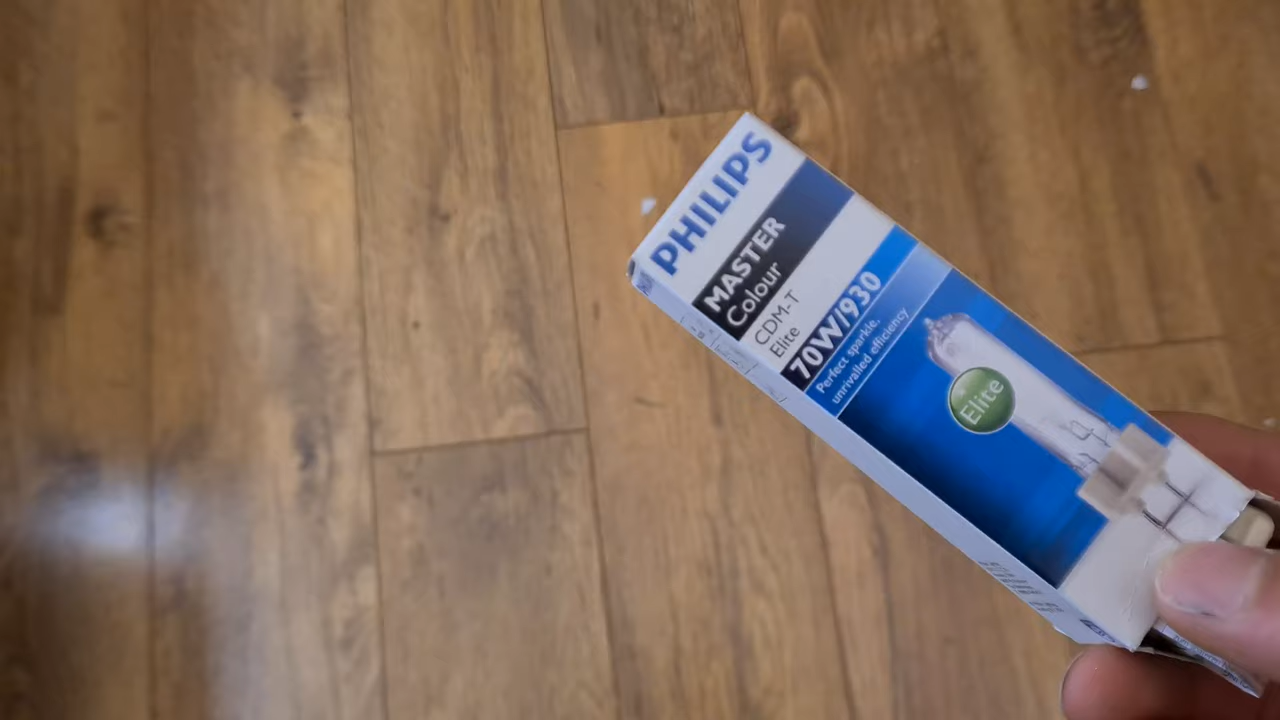 PHILIPS
MASTER
Colour
CDM-T
Elite
70W/930
Perfect sparkle,
unrivalled efficiency
Elite